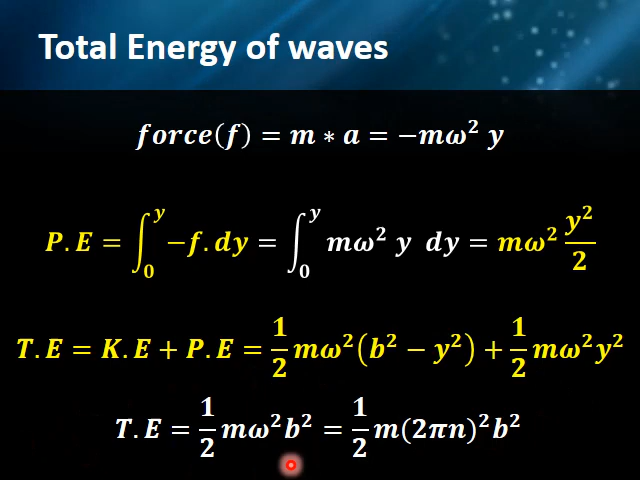 Total Energy of waves
force(f) = m * a = −mω² y
P.E = ∫₀ʸ −f.dy = ∫₀ʸ mω² y dy = mω² y²/2
T.E = K.E + P.E = 1/2 mω²(b² − y²) + 1/2 mω²y²
T.E = 1/2 mω²b² = 1/2 m(2πn)²b²